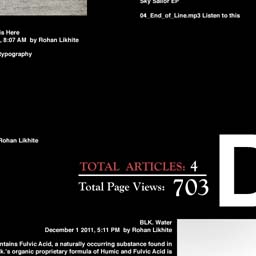 Sky Sailor EP
04_End_of_Line.mp3 Listen to this
is Here
, 8:07 AM by Rohan Likhite
typography
Rohan Likhite
TOTAL ARTICLES: 4
Total Page Views: 703
D
BLK. Water
December 1 2011, 5:11 PM by Rohan Likhite
ntains Fulvic Acid, a naturally occurring substance found in
k.'s organic proprietary formula of Humic and Fulvic Acid is